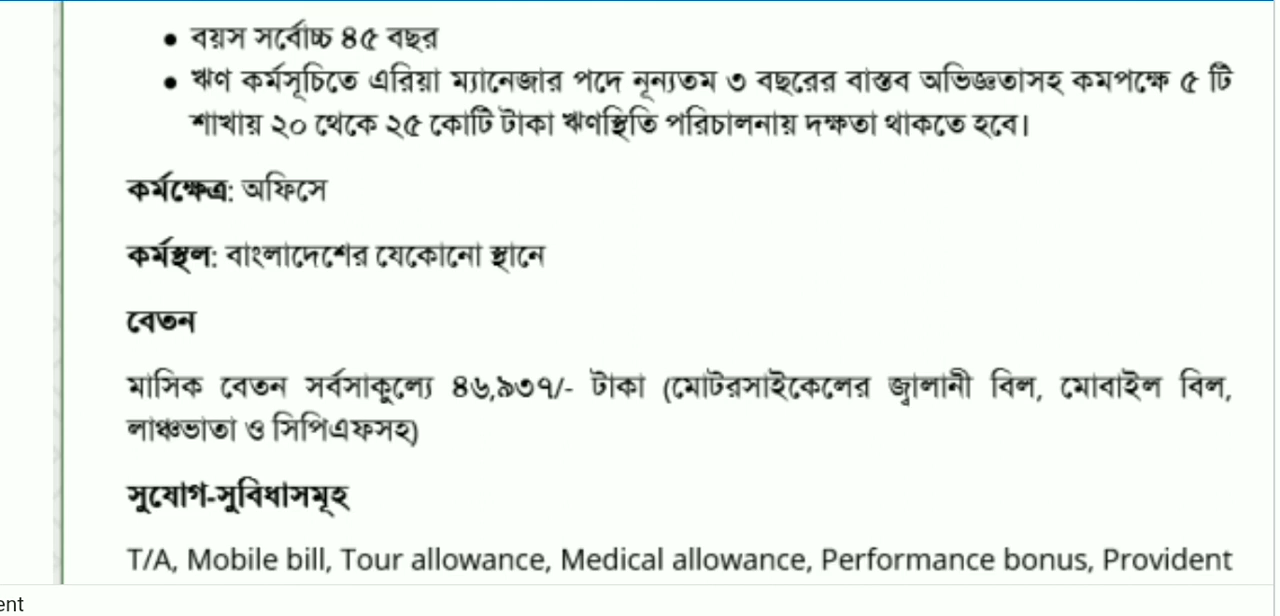 • বয়স সর্বোচ্চ ৪৫ বছর
• ঋণ কর্মসূচিতে এরিয়া ম্যানেজার পদে নূন্যতম ৩ বছরের বাস্তব অভিজ্ঞতাসহ কমপক্ষে ৫ টি
শাখায় ২০ থেকে ২৫ কোটি টাকা ঋণস্থিতি পরিচালনায় দক্ষতা থাকতে হবে।
কর্মক্ষেত্র: অফিসে
কর্মস্থল: বাংলাদেশের যেকোনো স্থানে
বেতন
মাসিক বেতন সর্বসাকুল্যে ৪৬,৯৩৭/- টাকা (মোটরসাইকেলের জ্বালানী বিল, মোবাইল বিল,
লাঞ্চভাতা ও সিপিএফসহ)
সুযোগ-সুবিধাসমূহ
T/A, Mobile bill, Tour allowance, Medical allowance, Performance bonus, Provident
ent